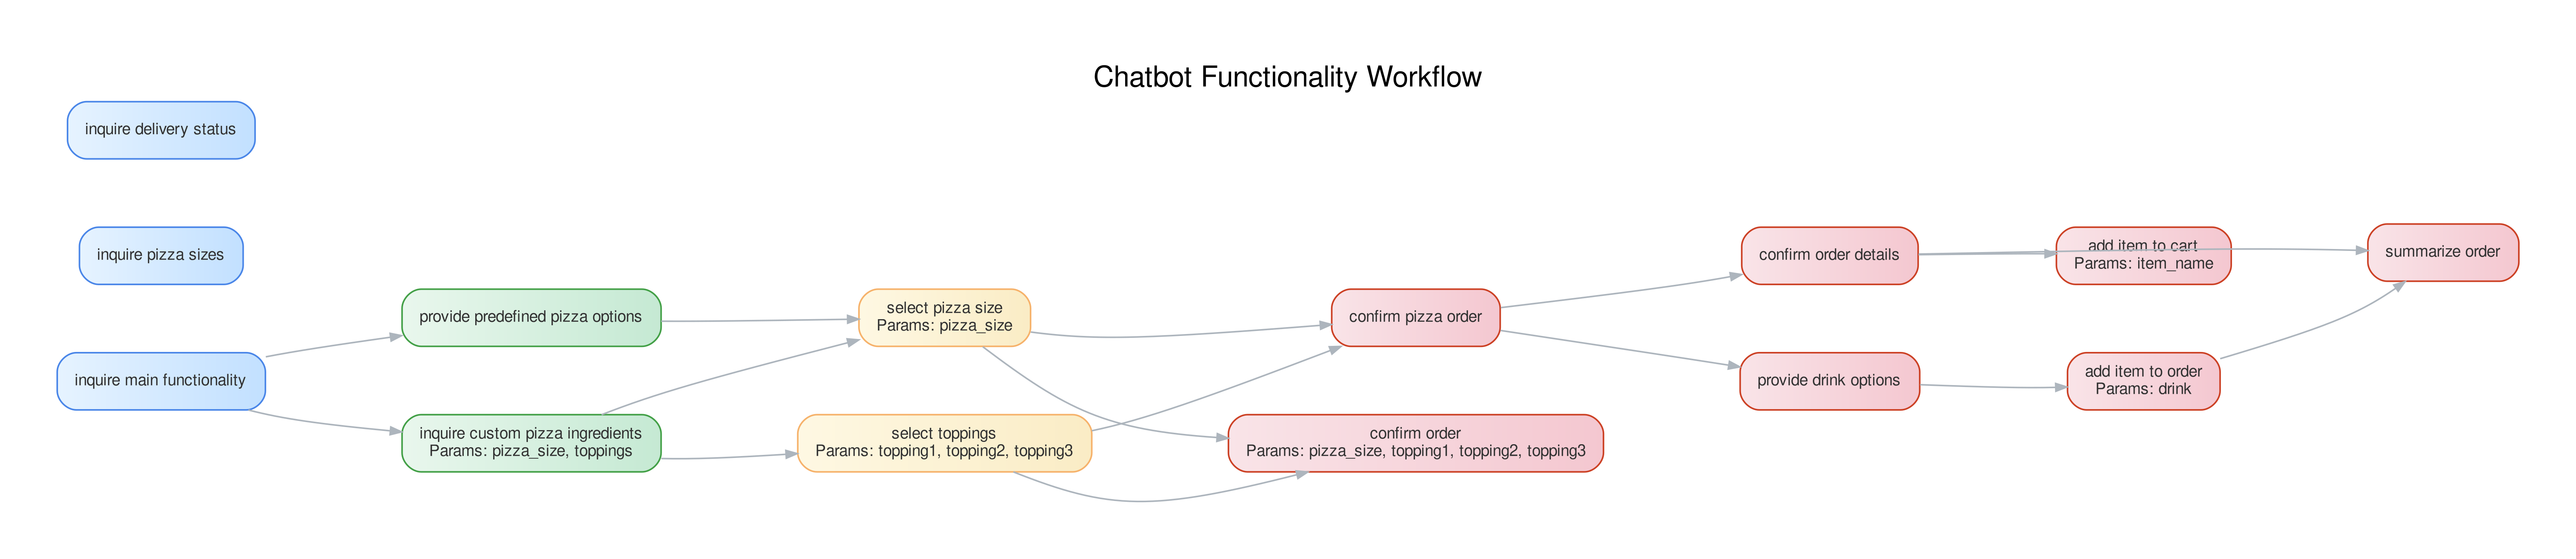 Chatbot Functionality Workflow
inquire delivery status
inquire pizza sizes
inquire main functionality
provide predefined pizza options
inquire custom pizza ingredients
Params: pizza_size, toppings
select pizza size
Params: pizza_size
select toppings
Params: topping1, topping2, topping3
confirm pizza order
confirm order
Params: pizza_size, topping1, topping2, topping3
confirm order details
provide drink options
add item to cart
Params: item_name
add item to order
Params: drink
summarize order